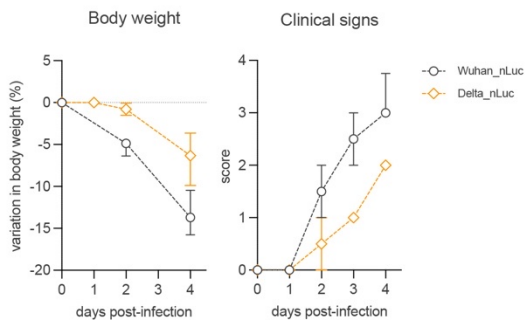 Body weight
Clinical signs
variation in body weight (%)
5
0
-5
-10
-15
-20
0
1
2
3
4
days post-infection
score
4
3
2
1
0
0
1
2
3
4
days post-infection
Wuhan_nLuc
Delta_nLuc